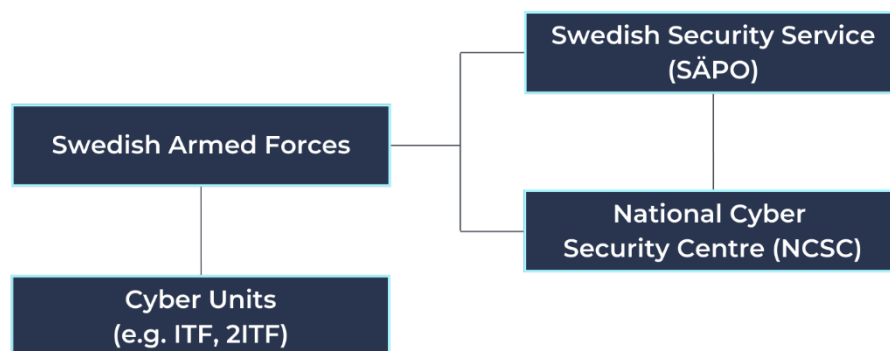 Swedish Security Service
(SÄPO)
Swedish Armed Forces
National Cyber
Security Centre (NCSC)
Cyber Units
(e.g. ITF, 2ITF)